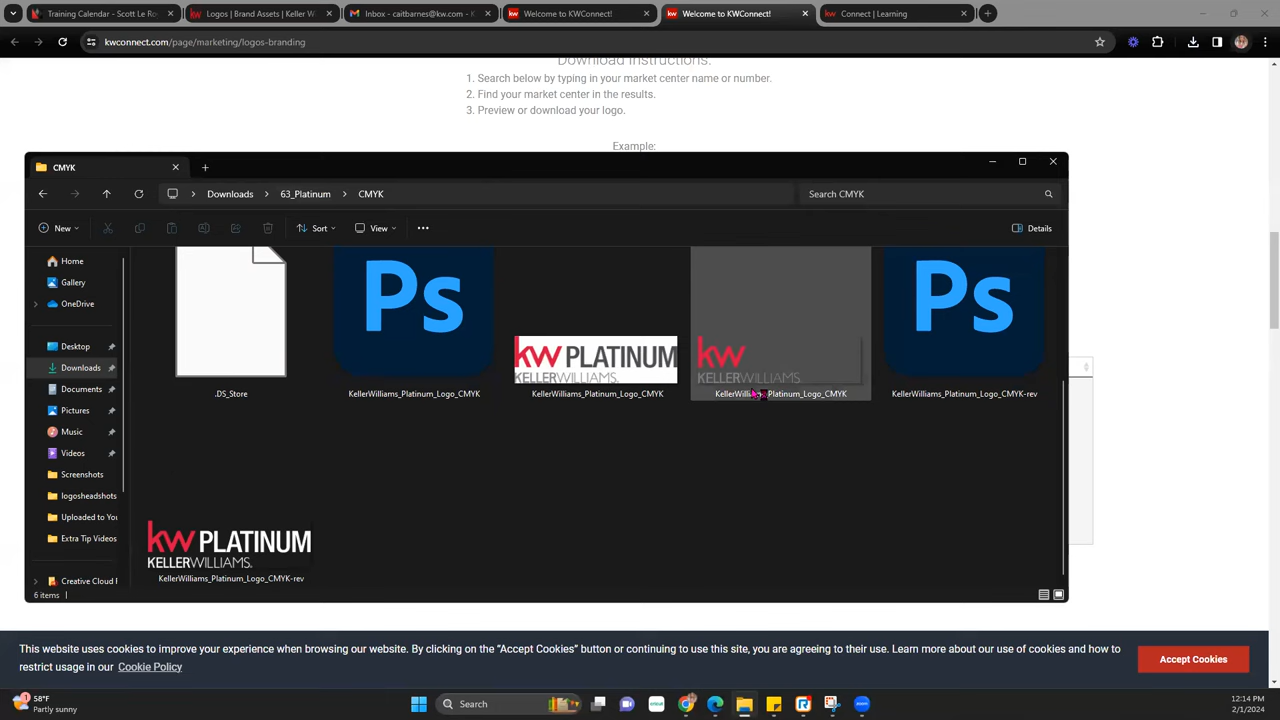 Training Calendar - Scott Le Ro
Logos | Brand Assets | Keller W
Inbox - caitbarnes@kw.com - K
Welcome to KWConnect!
Welcome to KWConnect!
Connect | Learning
kwconnect.com/page/marketing/logos-branding
Download Instructions:
1. Search below by typing in your market center name or number.
2. Find your market center in the results.
3. Preview or download your logo.
Example:
CMYK
Downloads > 63_Platinum > CMYK
Search CMYK
New
Sort
View
Details
Home
Gallery
OneDrive
Desktop
Downloads
Documents
Pictures
Music
Videos
Screenshots
logosheadshots
Uploaded to You
Extra Tip Videos
Creative Cloud F
Ps
kw PLATINUM
KELLERWILLIAMS.
kw
KELLERWILLIAMS.
Ps
.DS_Store
KellerWilliams_Platinum_Logo_CMYK
KellerWilliams_Platinum_Logo_CMYK
KellerWilliams_Platinum_Logo_CMYK
KellerWilliams_Platinum_Logo_CMYK-rev
kw PLATINUM
KELLERWILLIAMS.
KellerWilliams_Platinum_Logo_CMYK-rev
6 items
This website uses cookies to improve your experience when browsing our website. By clicking on the “Accept Cookies” button or continuing to use this site, you are agreeing to their use. Learn more about our use of cookies and how to
restrict usage in our Cookie Policy
Accept Cookies
1
58°F
Partly sunny
Search
cricut
zoom
12:14 PM
2/1/2024